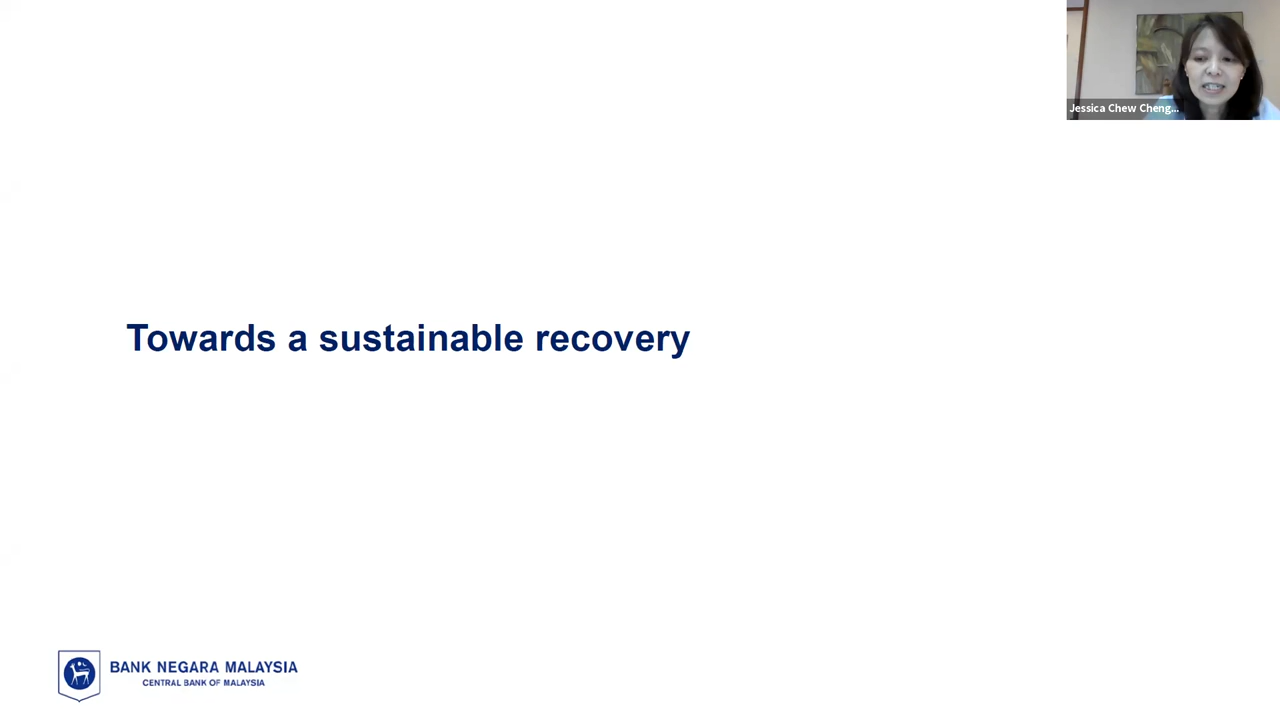 Jessica Chew Cheng...
Towards a sustainable recovery
BANK NEGARA MALAYSIA
CENTRAL BANK OF MALAYSIA